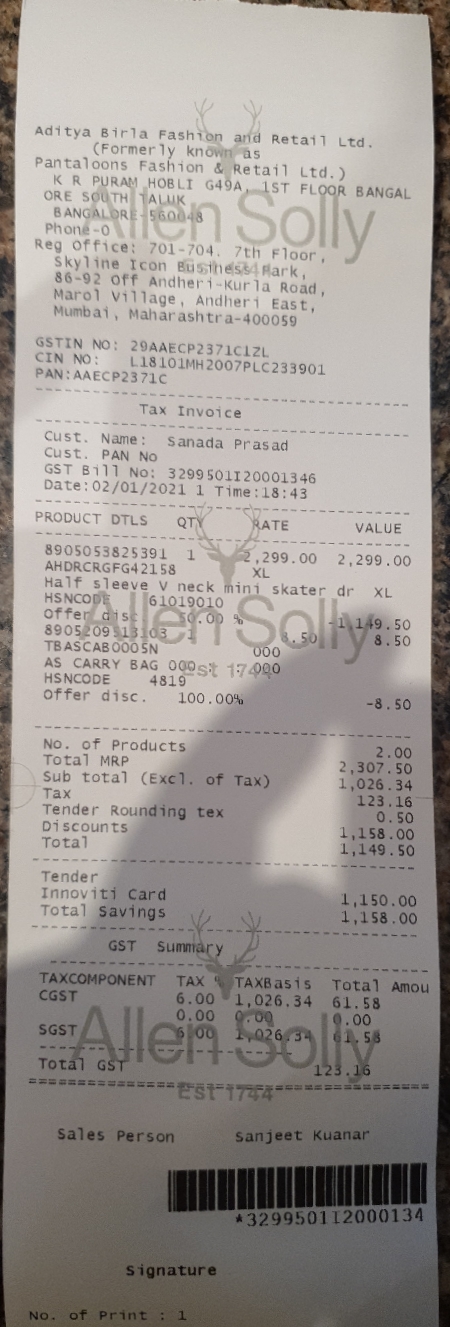 Aditya Birla Fashion and Retail Ltd.
(Formerly known as
Pantaloons Fashion & Retail Ltd.)
K R PURAM HOBLI G49A, 1ST FLOOR BANGAL
ORE SOUTH TALUK
BANGALORE-560048
Phone-0
Reg Office: 701-704. 7th Floor,
Skyline Icon Business Park,
86-92 Off Andheri-Kurla Road,
Marol Village, Andheri East,
Mumbai, Maharashtra-400059
Allen Solly
GSTIN NO: 29AAECP2371C1ZL
CIN NO: L18101MH2007PLC233901
PAN:AAECP2371C
Tax Invoice
Cust. Name: Sanada Prasad
Cust. PAN No
GST Bill No: 3299501I20001346
Date:02/01/2021 1 Time:18:43
PRODUCT DTLS QTY RATE VALUE
8905053825391 1 2,299.00 2,299.00
AHDRCRGFG42158 XL
Half sleeve V neck mini skater dr XL
HSNCODE 61019010
Offer disc. 50.00 % -1,149.50
Allen Solly
8905209313103 1 8.50 8.50
TBASCAB0005N 000
AS CARRY BAG 000 : 000
Est 1744
HSNCODE 4819
Offer disc. 100.00% -8.50
No. of Products 2.00
Total MRP 2,307.50
Sub total (Excl. of Tax) 1,026.34
Tax 123.16
Tender Rounding tex 0.50
Discounts 1,158.00
Total 1,149.50
Tender
Innoviti Card 1,150.00
Total Savings 1,158.00
GST Summary
TAXCOMPONENT TAX % TAXBasis Total Amou
CGST 6.00 1,026.34 61.58
0.00 0.00 0.00
SGST 6.00 1,026.34 61.58
Allen Solly
Total GST 123.16
Est 1744
Sales Person Sanjeet Kuanar
*3299501I2000134
Signature
No. of Print : 1